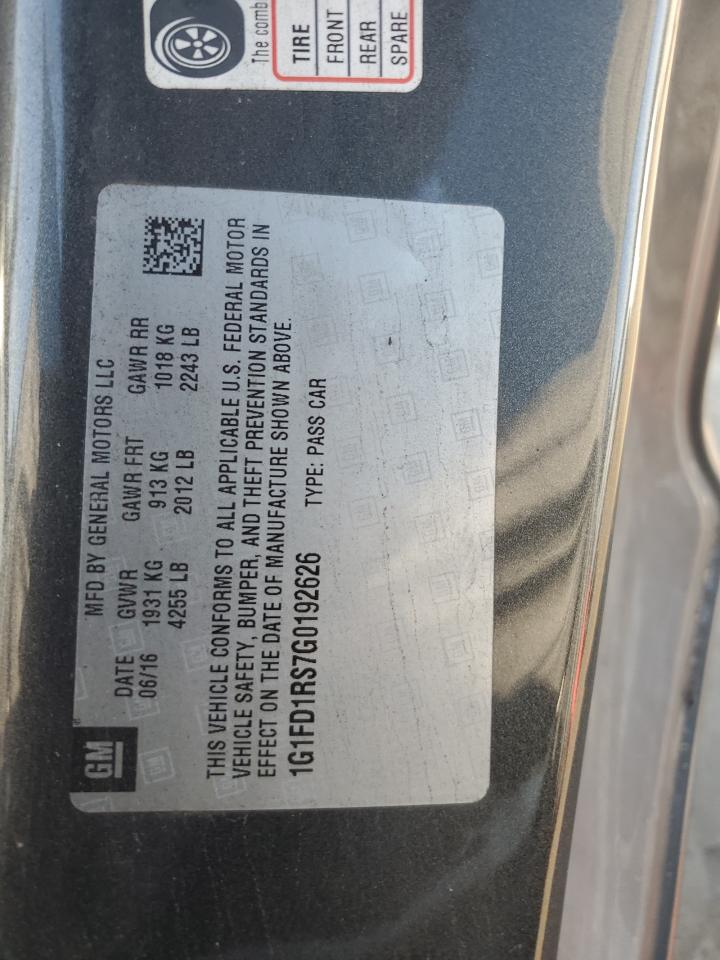 The comb
TIRE
FRONT
REAR
SPARE
GM
MFD BY GENERAL MOTORS LLC
DATE GVWR GAWR FRT GAWR RR
06/16 1931 KG 913 KG 1018 KG
4255 LB 2012 LB 2243 LB
THIS VEHICLE CONFORMS TO ALL APPLICABLE U.S. FEDERAL MOTOR
VEHICLE SAFETY, BUMPER, AND THEFT PREVENTION STANDARDS IN
EFFECT ON THE DATE OF MANUFACTURE SHOWN ABOVE.
1G1FD1RS7G0192626 TYPE: PASS CAR